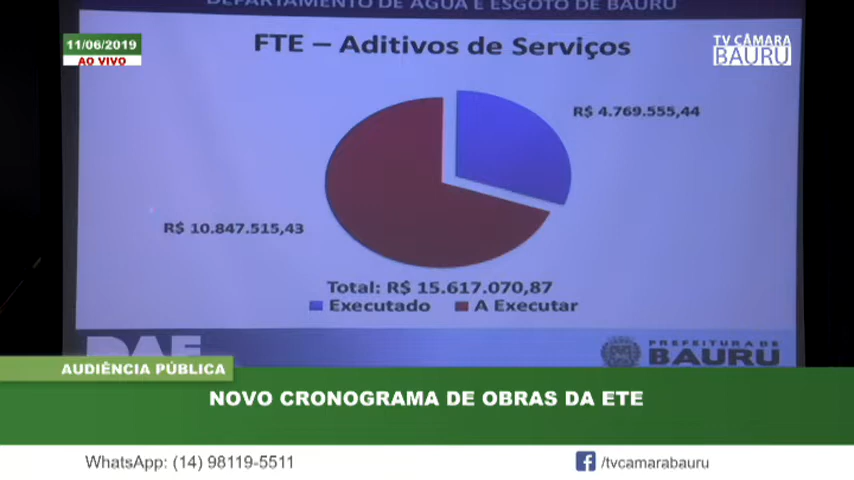 DEPARTAMENTO DE ÁGUA E ESGOTO DE BAURU
11/06/2019
AO VIVO
FTE – Aditivos de Serviços
TV CÂMARA
BAURU
R$ 4.769.555,44
R$ 10.847.515,43
Total: R$ 15.617.070,87
Executado A Executar
DAE
PREFEITURA DE
BAURU
AUDIÊNCIA PÚBLICA
NOVO CRONOGRAMA DE OBRAS DA ETE
WhatsApp: (14) 98119-5511
/tvcamarabauru